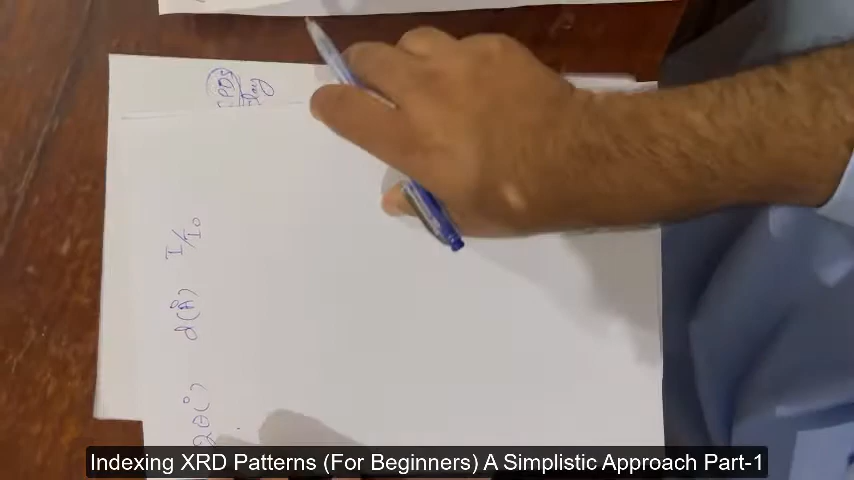 2θ(°) d(Å) I/I₀
Indexing XRD Patterns (For Beginners) A Simplistic Approach Part-1